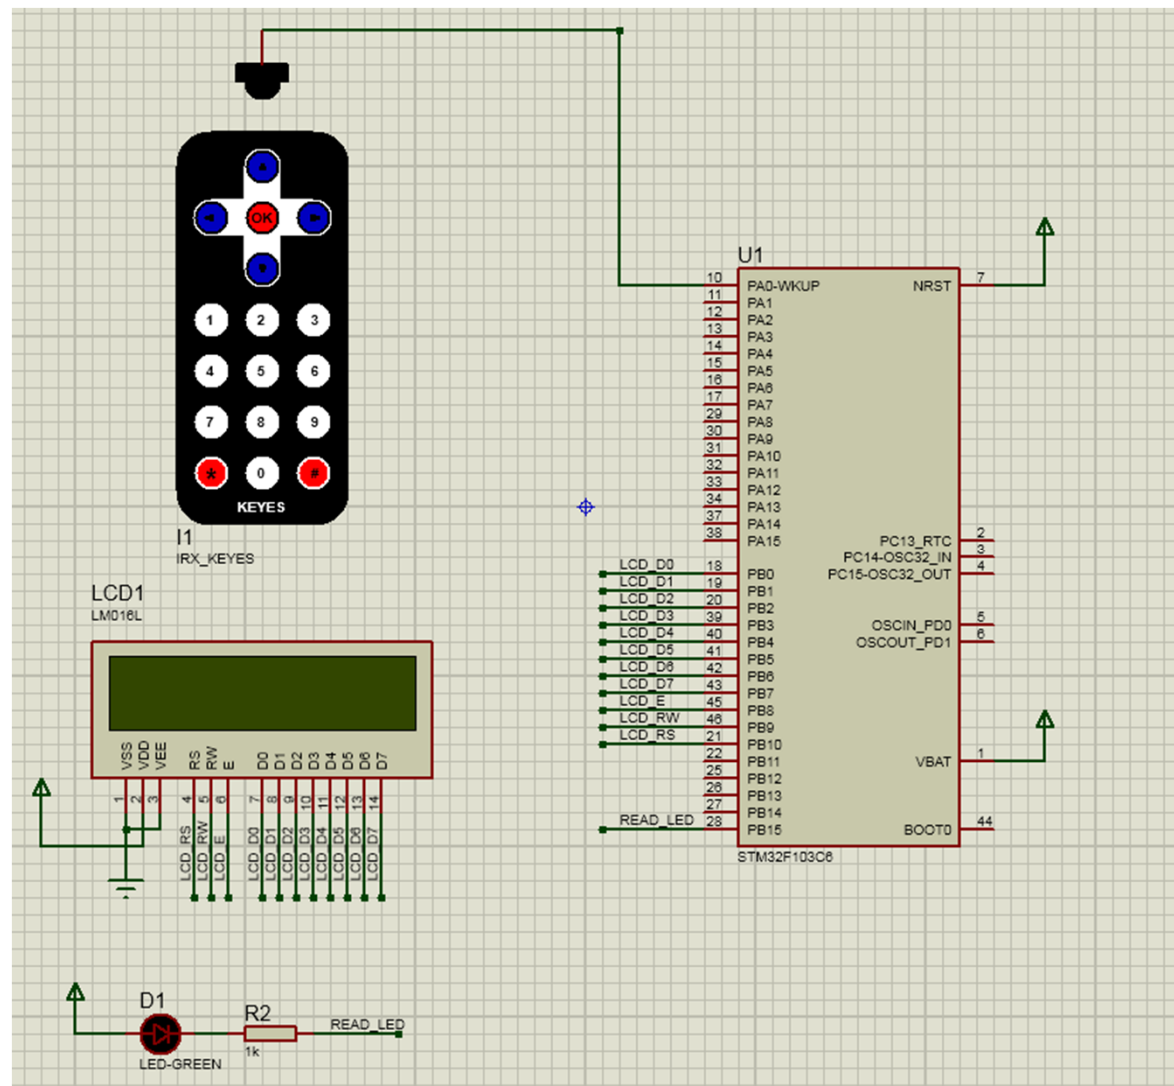 OK
1 2 3
4 5 6
7 8 9
* 0 #
KEYES
I1
IRX_KEYES
LCD1
LM016L
VSS VDD VEE RS RW E D0 D1 D2 D3 D4 D5 D6 D7
1 2 3 4 5 6 7 8 9 10 11 12 13 14
LCD_RS LCD_RW LCD_E LCD_D0 LCD_D1 LCD_D2 LCD_D3 LCD_D4 LCD_D5 LCD_D6 LCD_D7
D1
LED-GREEN
R2
1k
READ_LED
U1
10 PA0-WKUP NRST 7
11 PA1
12 PA2
13 PA3
14 PA4
15 PA5
16 PA6
17 PA7
29 PA8
30 PA9
31 PA10
32 PA11
33 PA12
34 PA13
37 PA14
38 PA15 PC13_RTC 2
PC14-OSC32_IN 3
LCD_D0 18 PB0 PC15-OSC32_OUT 4
LCD_D1 19 PB1
LCD_D2 20 PB2
LCD_D3 39 PB3 OSCIN_PD0 5
LCD_D4 40 PB4 OSCOUT_PD1 6
LCD_D5 41 PB5
LCD_D6 42 PB6
LCD_D7 43 PB7
LCD_E 45 PB8
LCD_RW 46 PB9
LCD_RS 21 PB10
22 PB11 VBAT 1
25 PB12
26 PB13
27 PB14
READ_LED 28 PB15 BOOT0 44
STM32F103C6